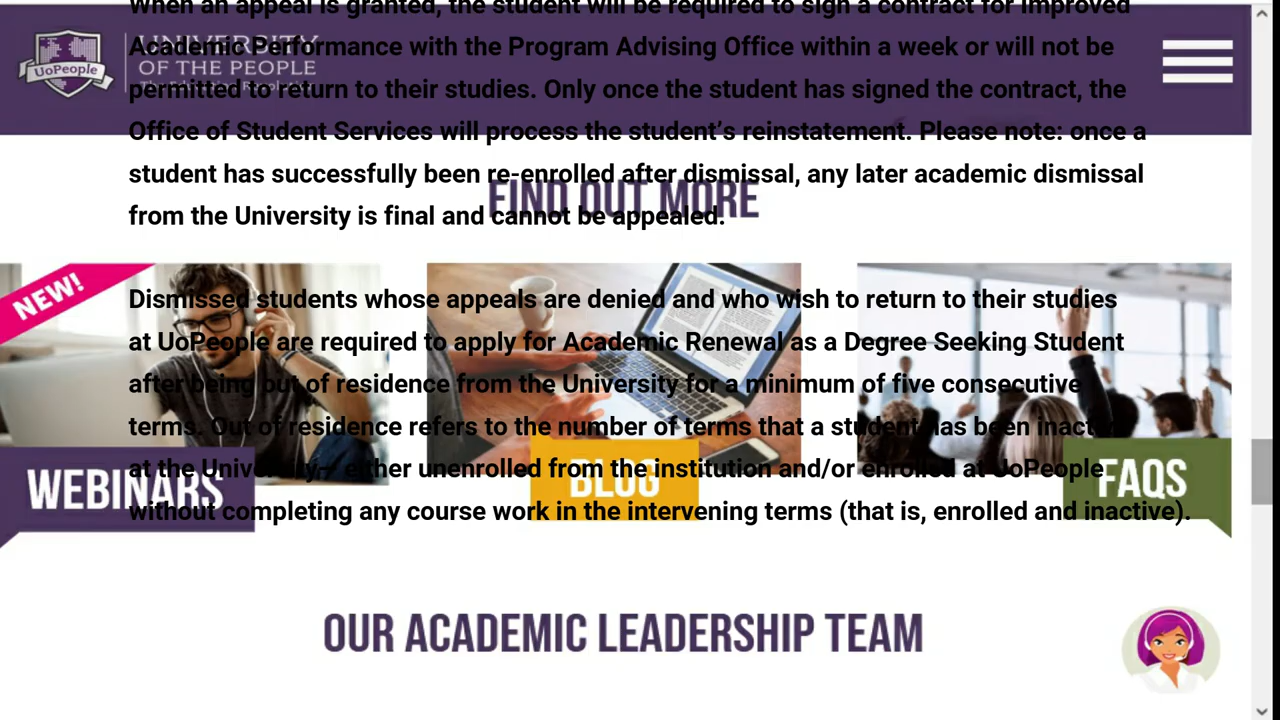 When an appeal is granted, the student will be required to sign a contract for Improved
Academic Performance with the Program Advising Office within a week or will not be
permitted to return to their studies. Only once the student has signed the contract, the
Office of Student Services will process the student's reinstatement. Please note: once a
student has successfully been re-enrolled after dismissal, any later academic dismissal
from the University is final and cannot be appealed.
Dismissed students whose appeals are denied and who wish to return to their studies
at UoPeople are required to apply for Academic Renewal as a Degree Seeking Student
after being out of residence from the University for a minimum of five consecutive
terms. Out of residence refers to the number of terms that a student has been inactive
at the University, either unenrolled from the institution and/or enrolled at UoPeople
without completing any course work in the intervening terms (that is, enrolled and inactive).
UoPeople
UNIVERSITY
OF THE PEOPLE
The Education Revolution
FIND OUT MORE
NEW!
WEBINARS
BLOG
FAQS
OUR ACADEMIC LEADERSHIP TEAM